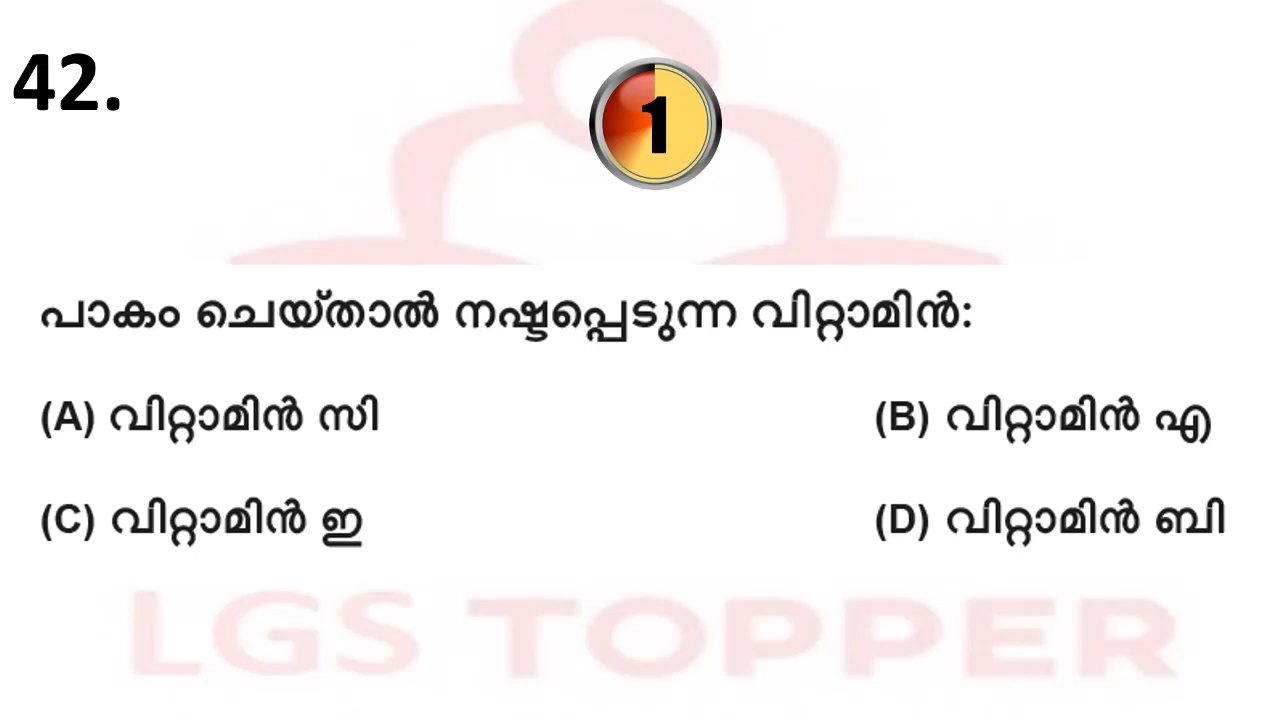 42.
1
പാകം ചെയ്താൽ നഷ്ടപ്പെടുന്ന വിറ്റാമിൻ:
(A) വിറ്റാമിൻ സി (B) വിറ്റാമിൻ എ
(C) വിറ്റാമിൻ ഇ (D) വിറ്റാമിൻ ബി
LGS TOPPER